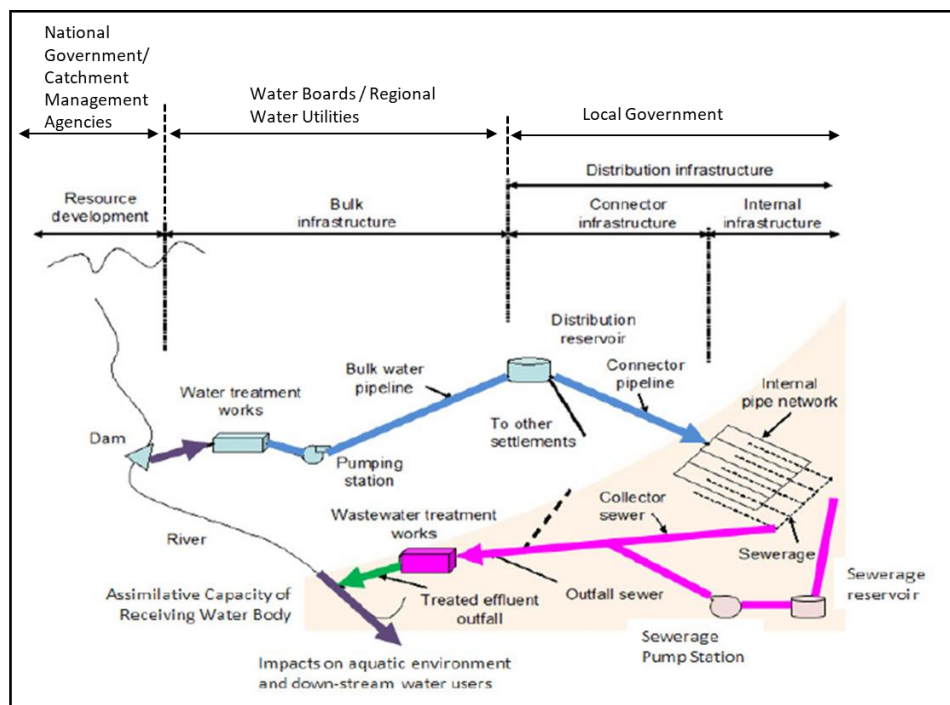 National
Government/
Catchment
Management
Agencies
Water Boards / Regional
Water Utilities
Local Government
Distribution infrastructure
Resource
development
Bulk
infrastructure
Connector
infrastructure
Internal
infrastructure
Distribution
reservoir
Bulk water
pipeline
Connector
pipeline
Water treatment
works
Internal
pipe network
Dam
To other
settlements
Pumping
station
Collector
sewer
Wastewater treatment
works
River
Sewerage
Assimilative Capacity of
Receiving Water Body
Treated effluent
outfall
Outfall sewer
Sewerage
reservoir
Sewerage
Pump Station
Impacts on aquatic environment
and down-stream water users